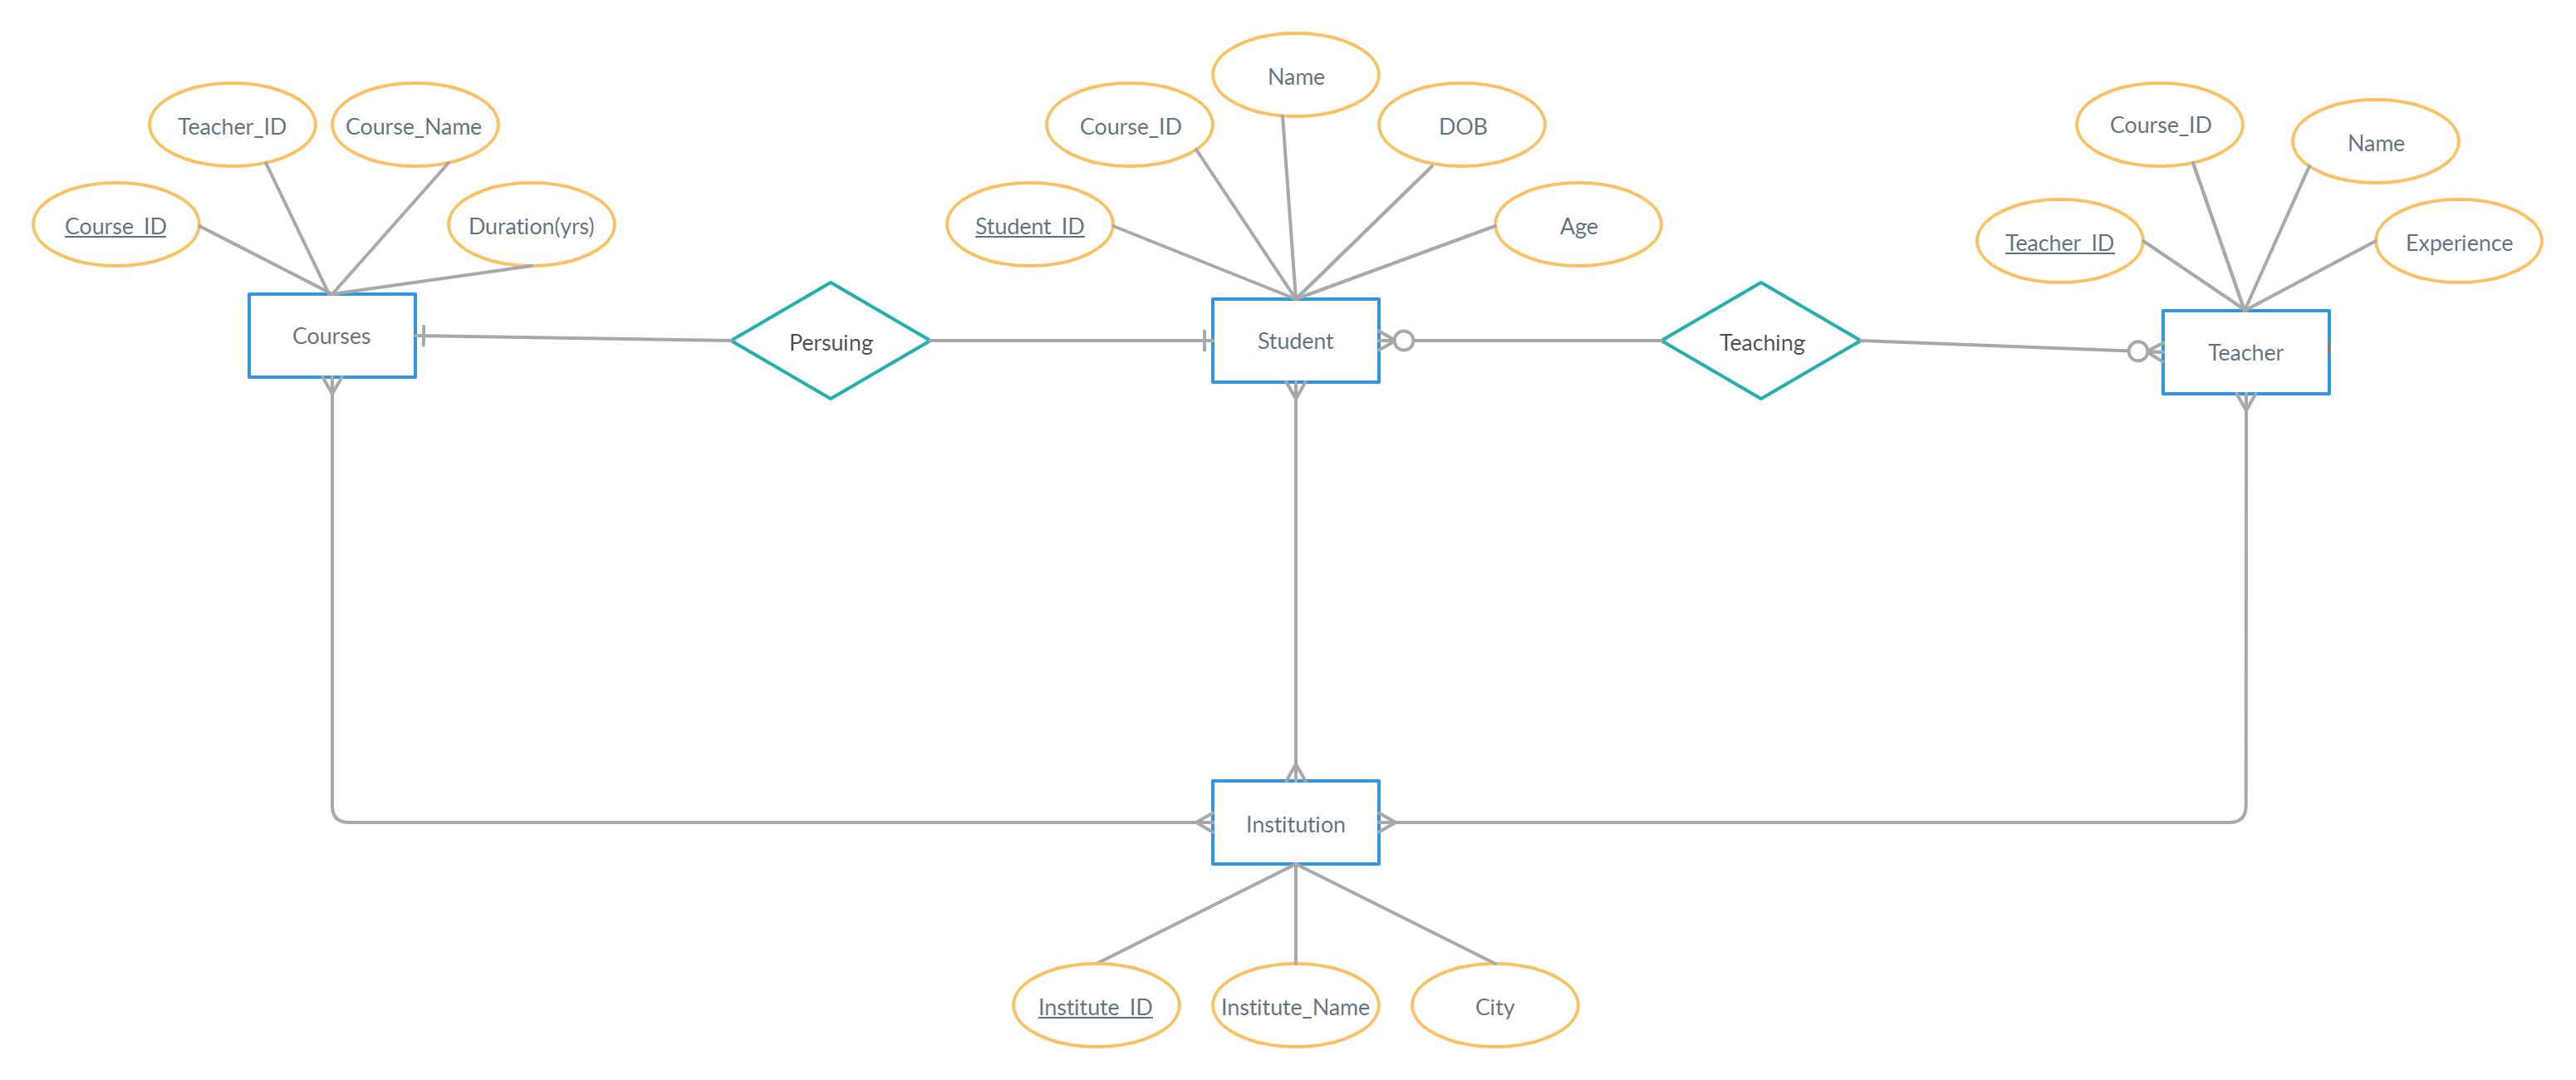 Name
Teacher_ID
Course_Name
Course_ID
DOB
Course_ID
Name
Course_ID
Duration(yrs)
Student_ID
Age
Teacher_ID
Experience
Courses
Persuing
Student
Teaching
Teacher
Institution
Institute_ID
Institute_Name
City